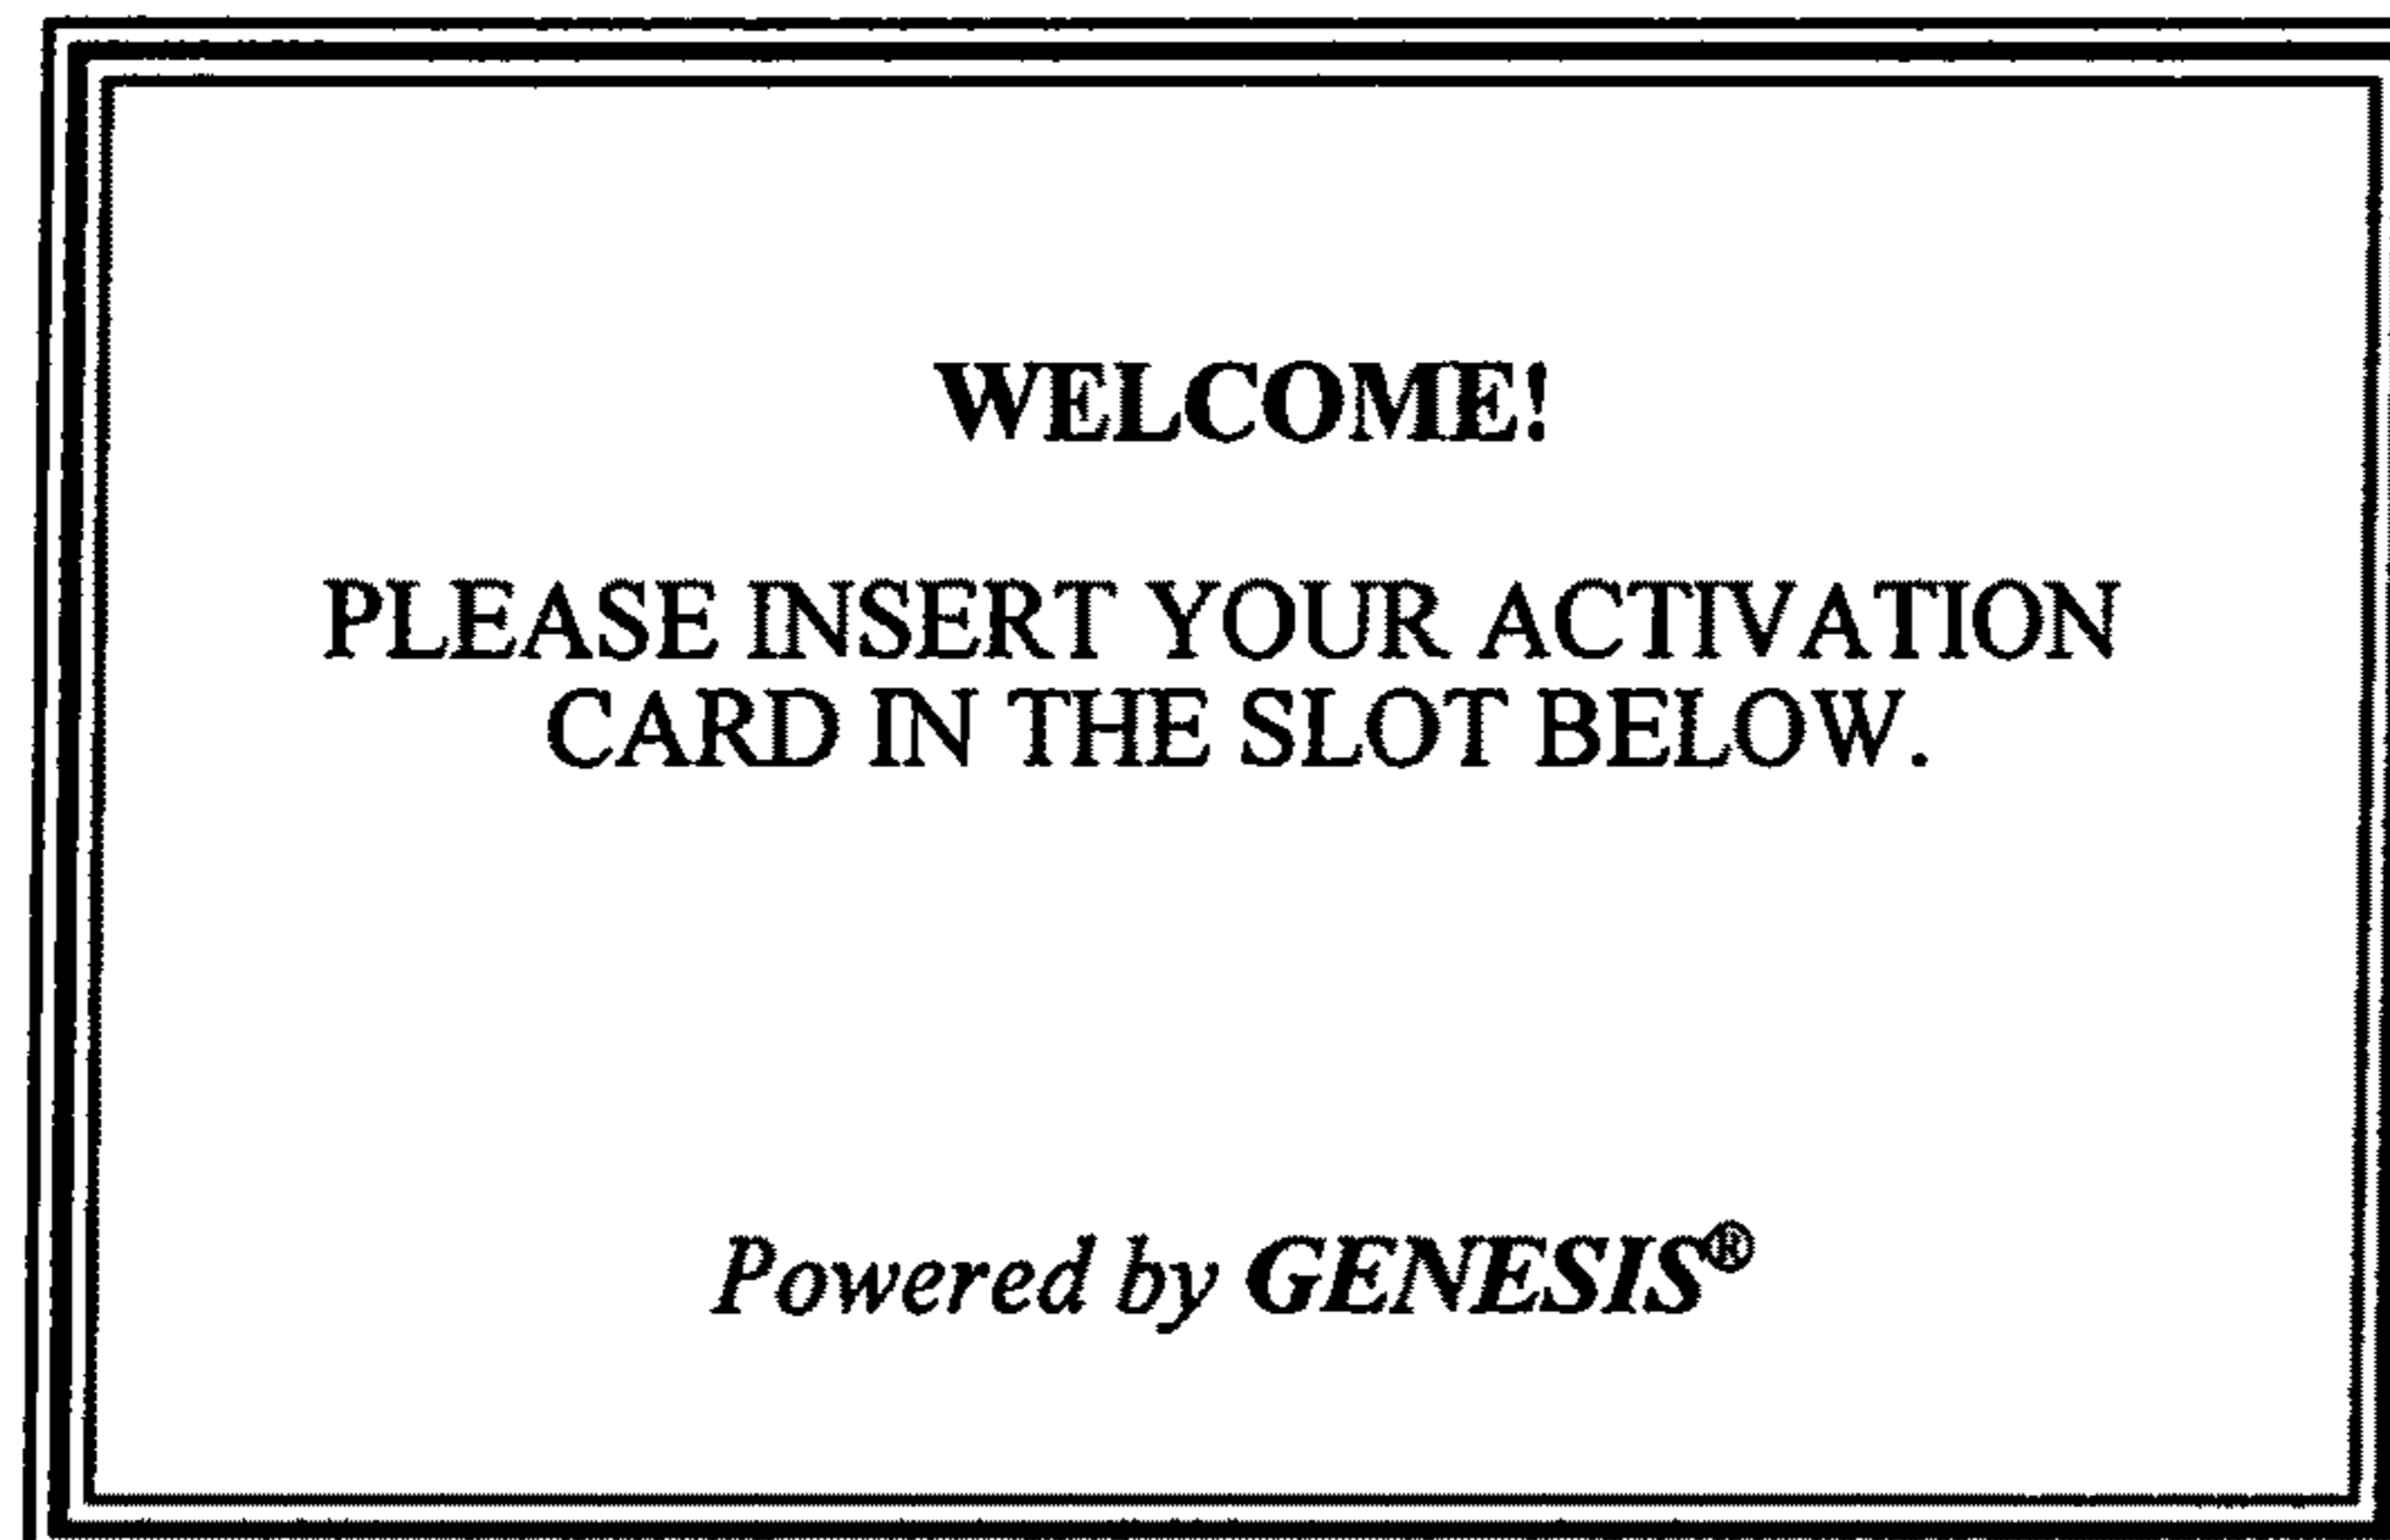 WELCOME!
PLEASE INSERT YOUR ACTIVATION
CARD IN THE SLOT BELOW.
Powered by GENESIS®